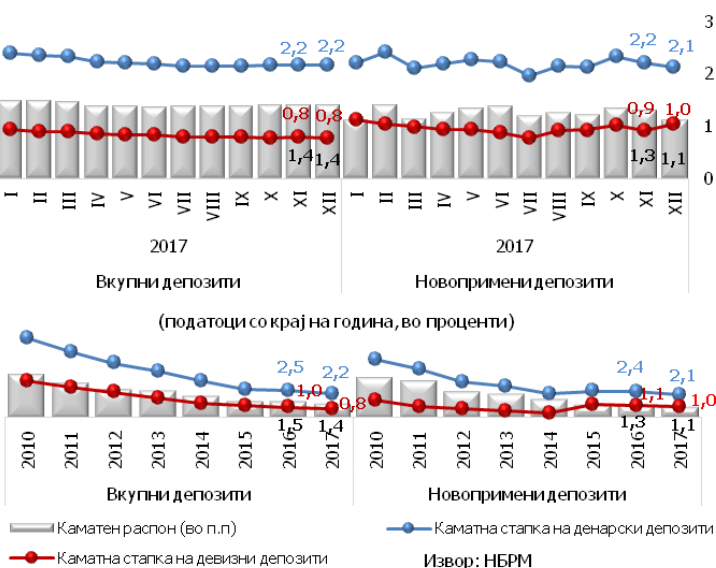 3
2
1
0
2,2 2,2
0,8 0,8
1,4 1,4
2,2 2,1
0,9 1,0
1,3 1,1
I II III IV V VI VII VIII IX X XI XII
I II III IV V VI VII VIII IX X XI XII
2017
2017
Вкупни депозити
Новопримени депозити
(податоци со крај на година, во проценти)
2,5 2,2
1,0 0,8
1,5 1,4
2,4 2,1
1,1 1,0
1,3 1,1
2010 2011 2012 2013 2014 2015 2016 2017
2010 2011 2012 2013 2014 2015 2016 2017
Вкупни депозити
Новопримени депозити
Каматен распон (во п.п)
Каматна стапка на денарски депозити
Каматна стапка на девизни депозити
Извор: НБРМ